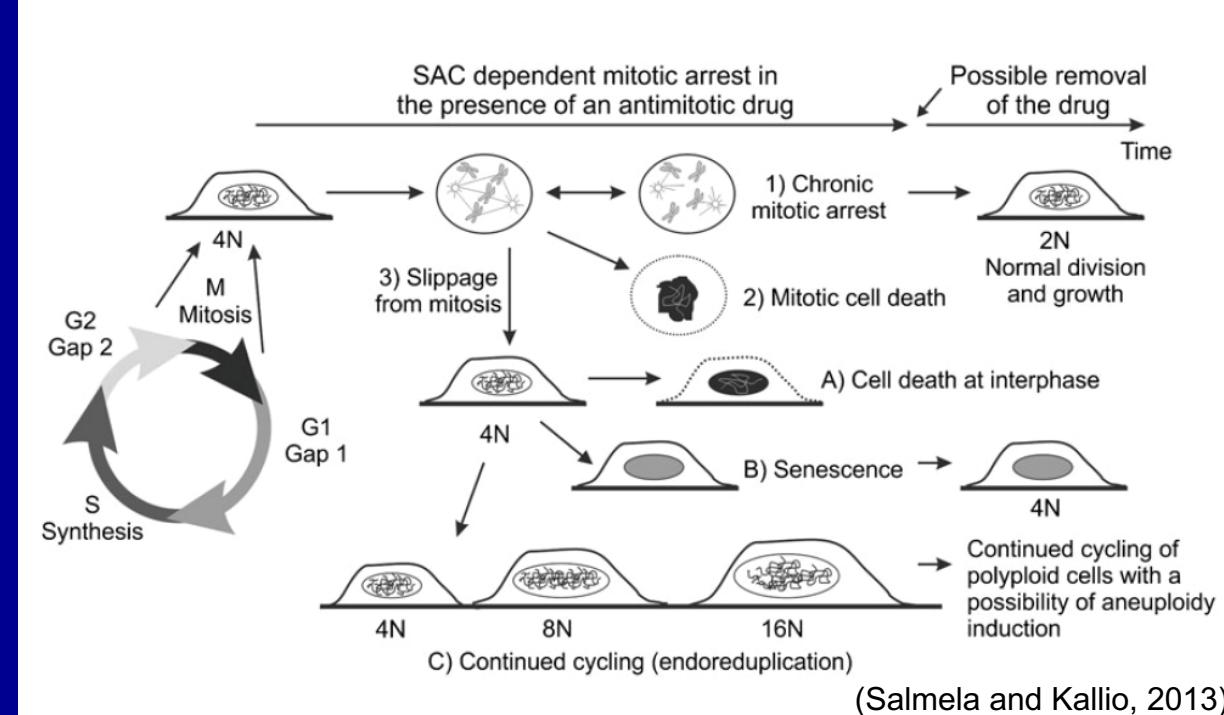 SAC dependent mitotic arrest in
the presence of an antimitotic drug
Possible removal
of the drug
Time
1) Chronic
mitotic arrest
4N
2N
Normal division
and growth
3) Slippage
from mitosis
2) Mitotic cell death
M
Mitosis
G2
Gap 2
G1
Gap 1
S
Synthesis
A) Cell death at interphase
4N
B) Senescence
4N
4N
8N
16N
Continued cycling of
polyploid cells with a
possibility of aneuploidy
induction
C) Continued cycling (endoreduplication)
(Salmela and Kallio, 2013)